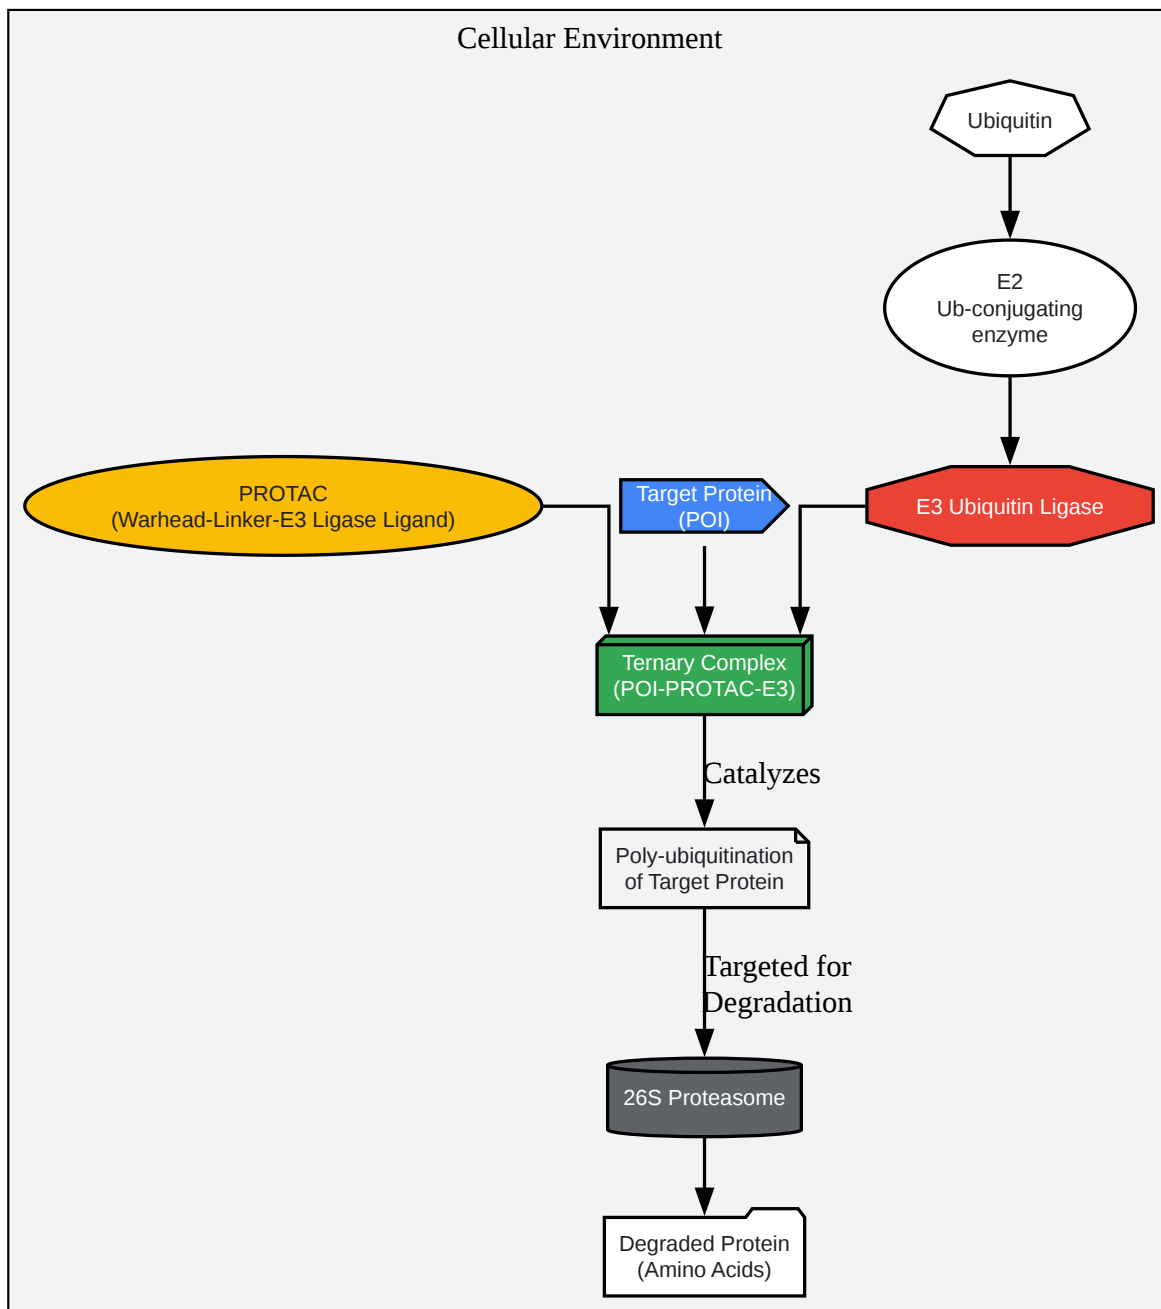 Cellular Environment
Ubiquitin
E2
Ub-conjugating
enzyme
PROTAC
(Warhead-Linker-E3 Ligase Ligand)
Target Protein
(POI)
E3 Ubiquitin Ligase
Ternary Complex
(POI-PROTAC-E3)
Catalyzes
Poly-ubiquitination
of Target Protein
Targeted for
Degradation
26S Proteasome
Degraded Protein
(Amino Acids)